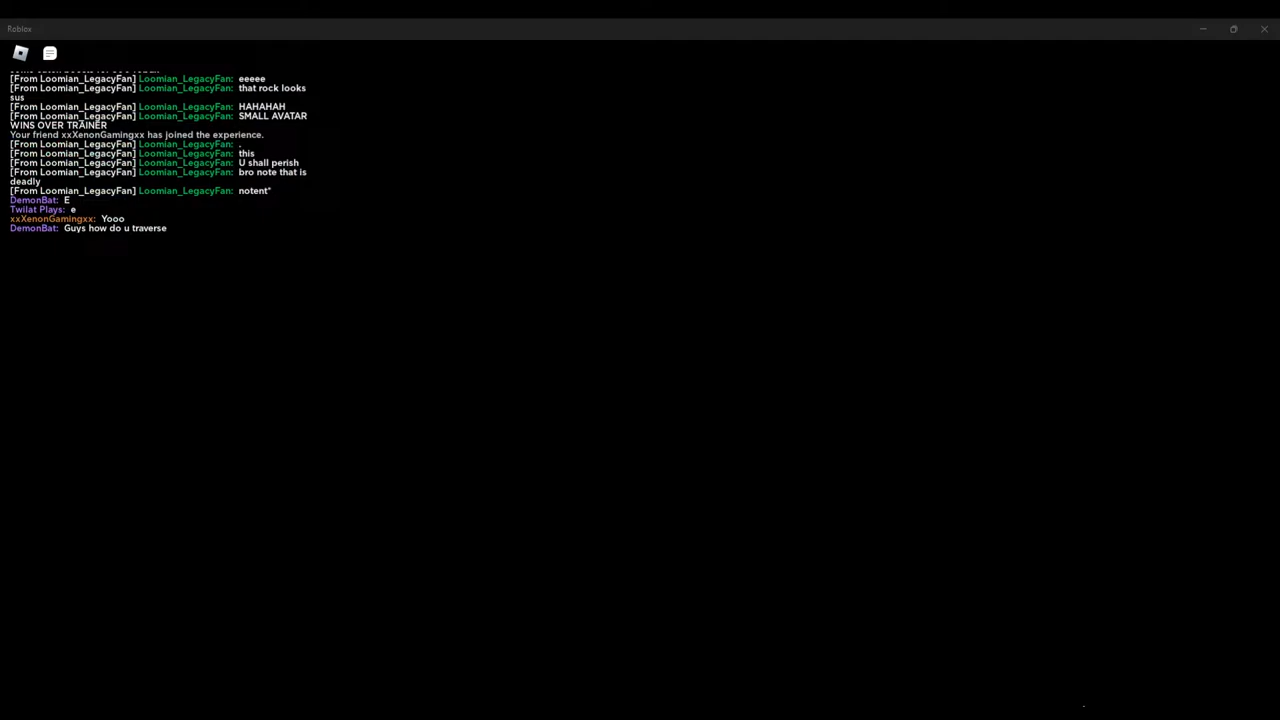 Roblox
[From Loomian_LegacyFan] Loomian_LegacyFan: eeeee
[From Loomian_LegacyFan] Loomian_LegacyFan: that rock looks
sus
[From Loomian_LegacyFan] Loomian_LegacyFan: HAHAHAH
[From Loomian_LegacyFan] Loomian_LegacyFan: SMALL AVATAR
WINS OVER TRAINER
Your friend xxXenonGamingxx has joined the experience.
[From Loomian_LegacyFan] Loomian_LegacyFan: .
[From Loomian_LegacyFan] Loomian_LegacyFan: this
[From Loomian_LegacyFan] Loomian_LegacyFan: U shall perish
[From Loomian_LegacyFan] Loomian_LegacyFan: bro note that is
deadly
[From Loomian_LegacyFan] Loomian_LegacyFan: notent*
DemonBat: E
Twilat Plays: e
xxXenonGamingxx: Yooo
DemonBat: Guys how do u traverse